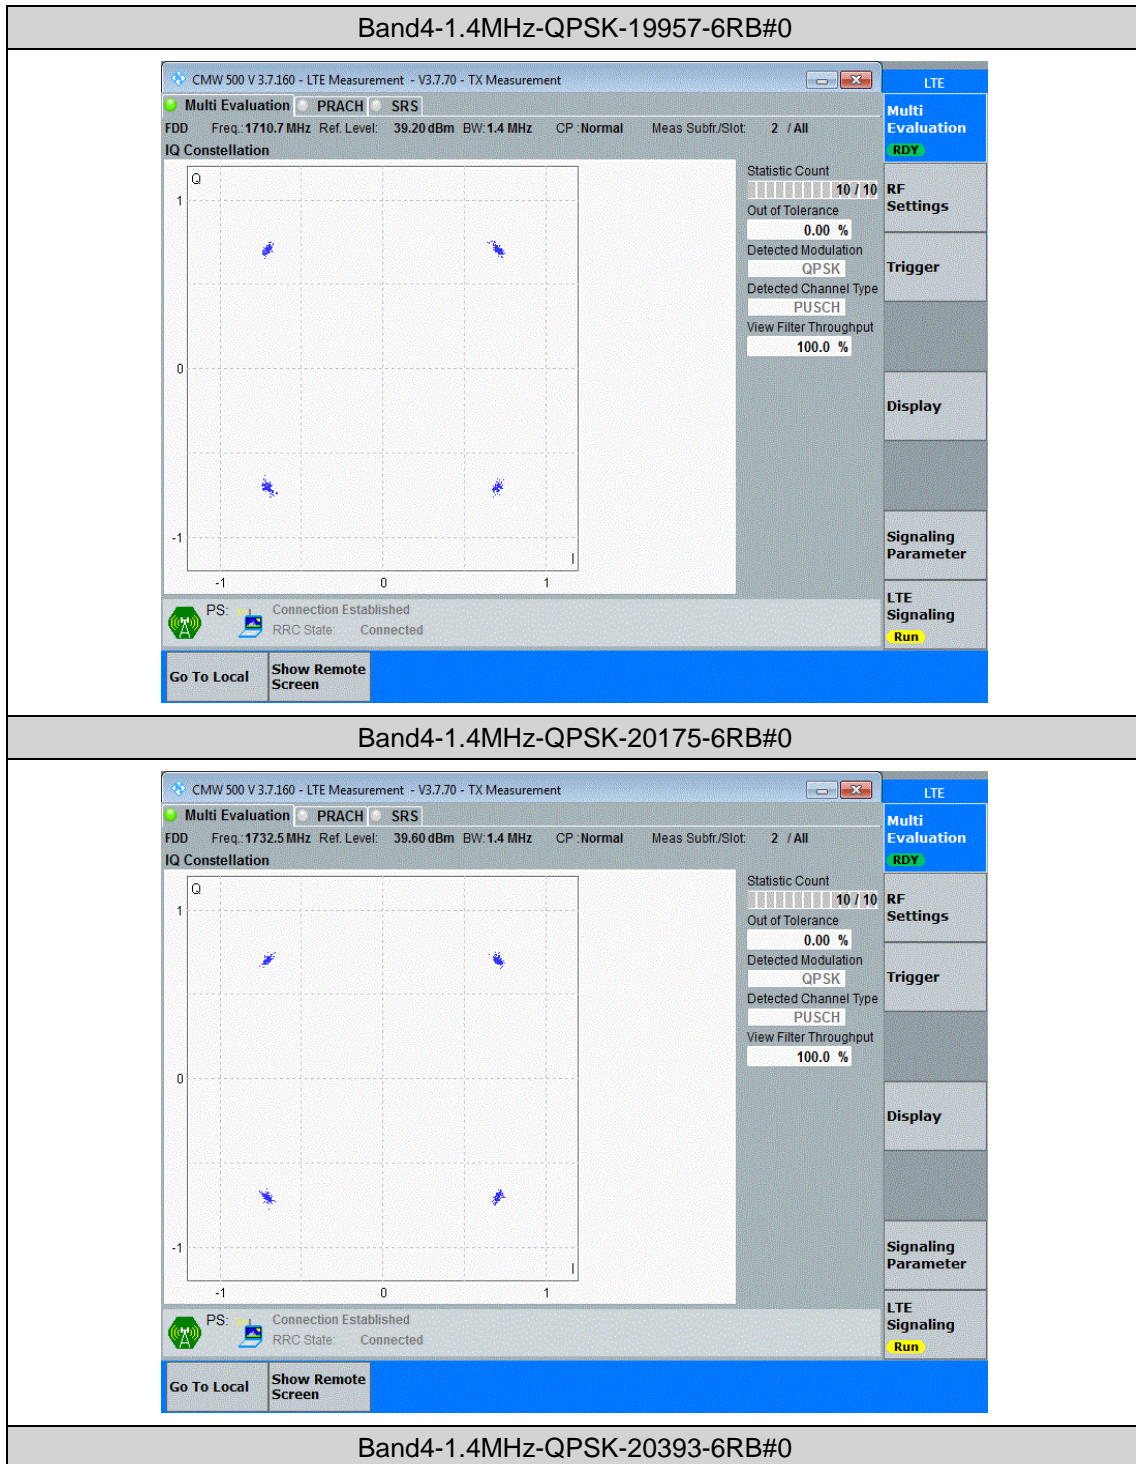 Band4-1.4MHz-QPSK-19957-6RB#0
CMW 500 V 3.7.160 - LTE Measurement - V3.7.70 - TX Measurement
LTE
Multi Evaluation PRACH SRS
Multi Evaluation
RDY
FDD Freq.: 1710.7 MHz Ref. Level: 39.20 dBm BW: 1.4 MHz CP : Normal Meas Subfr./Slot: 2 / All
IQ Constellation
Q
1
0
-1
I
-1 0 1
Statistic Count
10 / 10
Out of Tolerance
0.00 %
Detected Modulation
QPSK
Detected Channel Type
PUSCH
View Filter Throughput
100.0 %
RF Settings
Trigger
Display
Signaling Parameter
LTE Signaling
Run
PS: Connection Established
RRC State: Connected
Go To Local
Show Remote Screen
Band4-1.4MHz-QPSK-20175-6RB#0
CMW 500 V 3.7.160 - LTE Measurement - V3.7.70 - TX Measurement
LTE
Multi Evaluation PRACH SRS
Multi Evaluation
RDY
FDD Freq.: 1732.5 MHz Ref. Level: 39.60 dBm BW: 1.4 MHz CP : Normal Meas Subfr./Slot: 2 / All
IQ Constellation
Q
1
0
-1
I
-1 0 1
Statistic Count
10 / 10
Out of Tolerance
0.00 %
Detected Modulation
QPSK
Detected Channel Type
PUSCH
View Filter Throughput
100.0 %
RF Settings
Trigger
Display
Signaling Parameter
LTE Signaling
Run
PS: Connection Established
RRC State: Connected
Go To Local
Show Remote Screen
Band4-1.4MHz-QPSK-20393-6RB#0